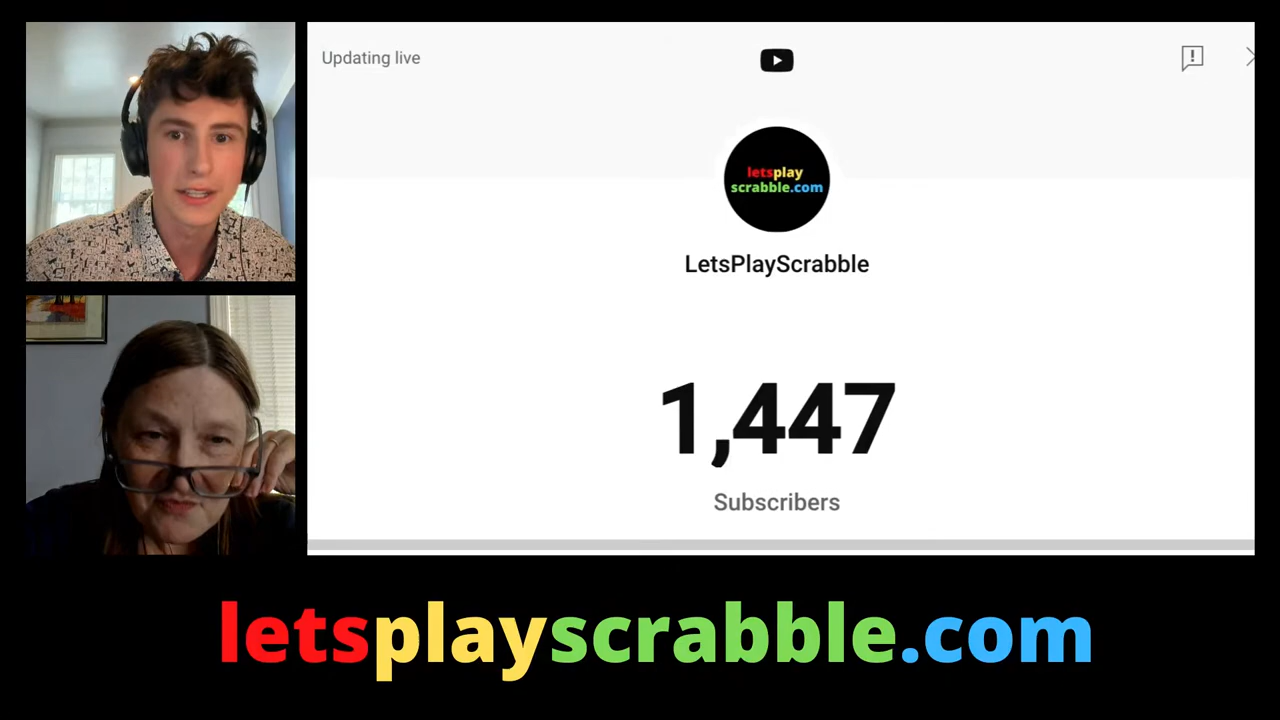 Updating live
letsplay
scrabble.com
LetsPlayScrabble
1,447
Subscribers
letsplayscrabble.com